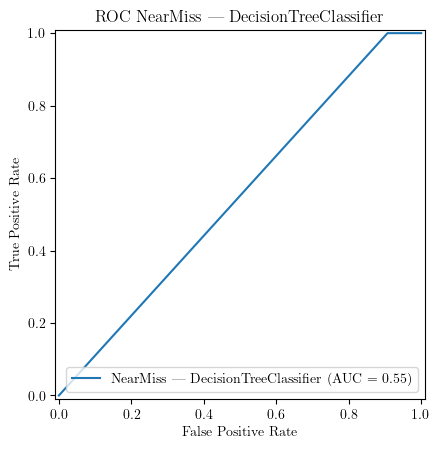 ROC NearMiss — DecisionTreeClassifier
1.0
0.8
0.6
0.4
0.2
0.0
True Positive Rate
NearMiss — DecisionTreeClassifier (AUC = 0.55)
0.0 0.2 0.4 0.6 0.8 1.0
False Positive Rate